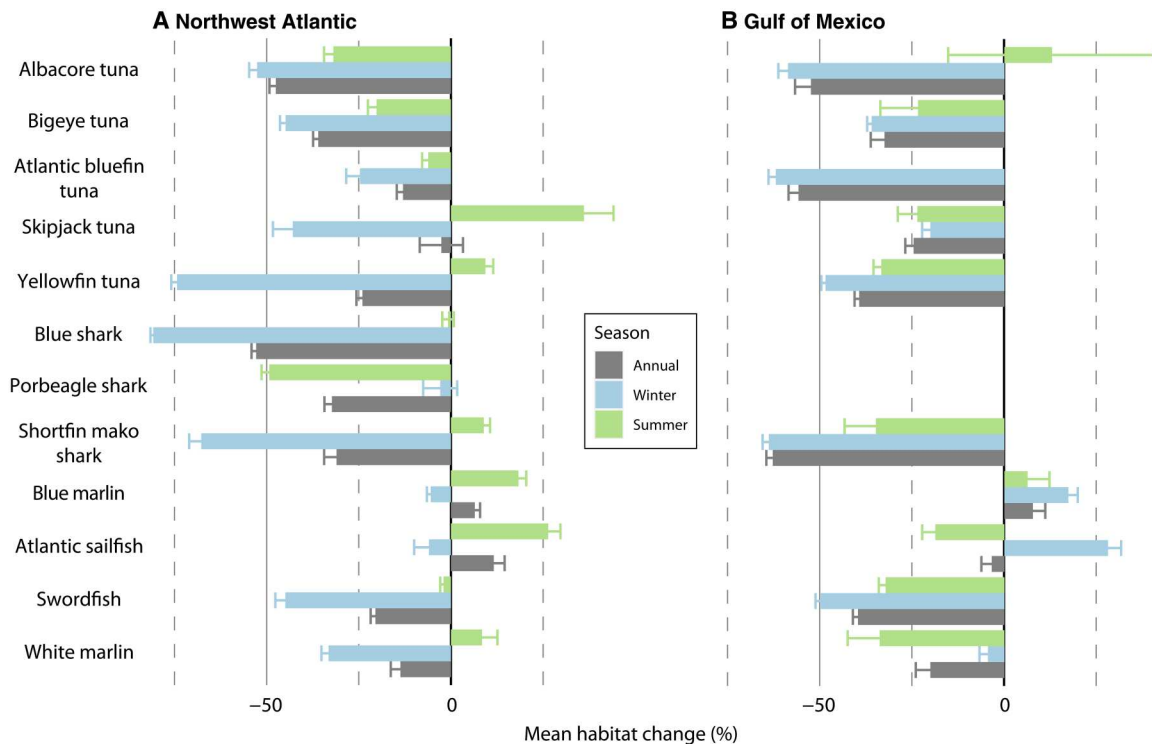 A Northwest Atlantic
B Gulf of Mexico
Albacore tuna
Bigeye tuna
Atlantic bluefin
tuna
Skipjack tuna
Yellowfin tuna
Blue shark
Porbeagle shark
Shortfin mako
shark
Blue marlin
Atlantic sailfish
Swordfish
White marlin
Season
Annual
Winter
Summer
−50
0
−50
0
Mean habitat change (%)